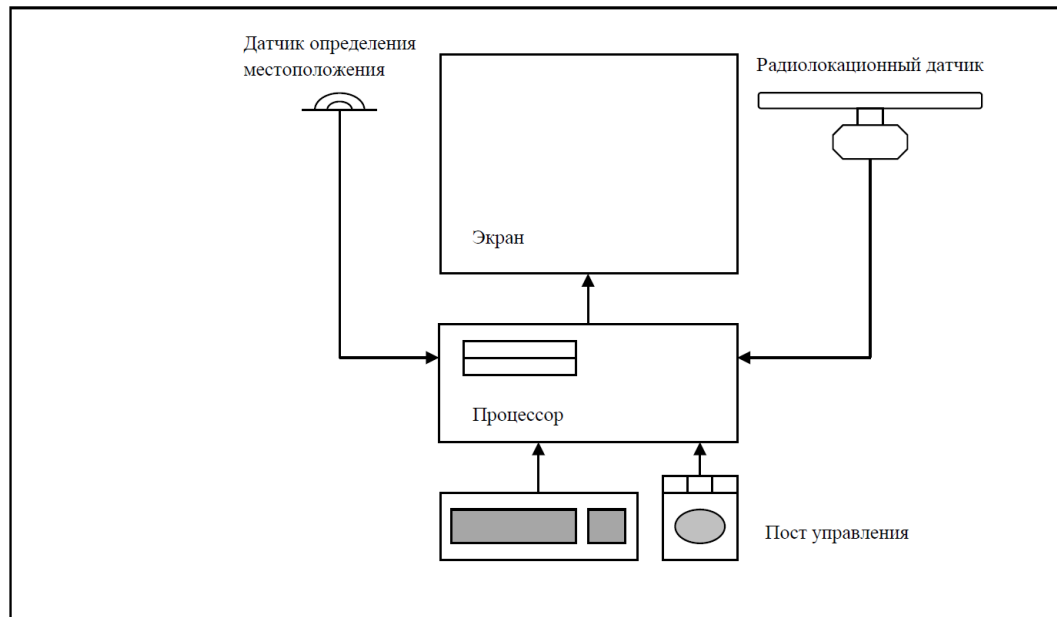 Датчик определения
местоположения
Радиолокационный датчик
Экран
Процессор
Пост управления